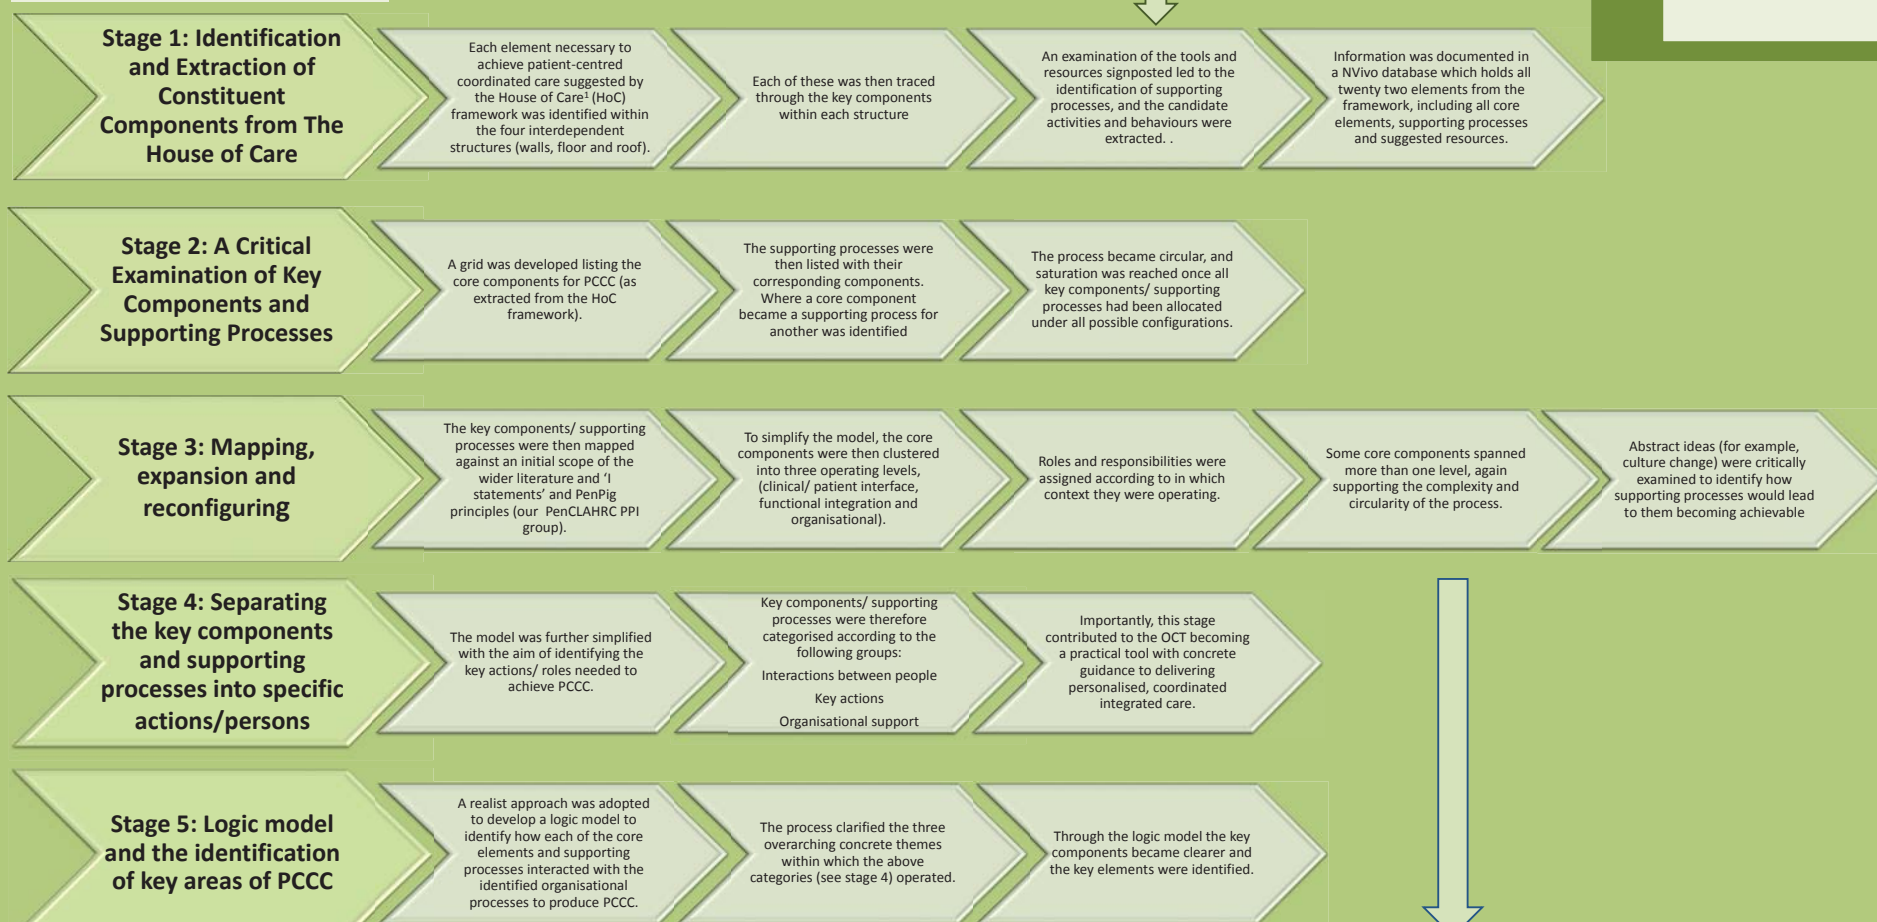 Stage 1: Identification
and Extraction of
Constituent
Components from The
House of Care
Each element necessary to
achieve patient-centred
coordinated care suggested by
the House of Care¹ (HoC)
framework was identified within
the four interdependent
structures (walls, floor and roof).
Each of these was then traced
through the key components
within each structure
An examination of the tools and
resources signposted led to the
identification of supporting
processes, and the candidate
activities and behaviours were
extracted. .
Information was documented in
a NVivo database which holds all
twenty two elements from the
framework, including all core
elements, supporting processes
and suggested resources.
Stage 2: A Critical
Examination of Key
Components and
Supporting Processes
A grid was developed listing the
core components for PCCC (as
extracted from the HoC
framework).
The supporting processes were
then listed with their
corresponding components.
Where a core component
became a supporting process for
another was identified
The process became circular, and
saturation was reached once all
key components/ supporting
processes had been allocated
under all possible configurations.
Stage 3: Mapping,
expansion and
reconfiguring
The key components/ supporting
processes were then mapped
against an initial scope of the
wider literature and ‘I
statements’ and PenPig
principles (our  PenCLAHRC PPI
group).
To simplify the model, the core
components were then clustered
into three operating levels,
(clinical/ patient interface,
functional integration and
organisational).
Roles and responsibilities were
assigned according to in which
context they were operating.
Some core components spanned
more than one level, again
supporting the complexity and
circularity of the process.
Abstract ideas (for example,
culture change) were critically
examined to identify how
supporting processes would lead
to them becoming achievable
Stage 4: Separating
the key components
and supporting
processes into specific
actions/persons
The model was further simplified
with the aim of identifying the
key actions/ roles needed to
achieve PCCC.
Key components/ supporting
processes were therefore
categorised according to the
following groups:
Interactions between people
Key actions
Organisational support
Importantly, this stage
contributed to the OCT becoming
a practical tool with concrete
guidance to delivering
personalised, coordinated
integrated care.
Stage 5: Logic model
and the identification
of key areas of PCCC
A realist approach was adopted
to develop a logic model to
identify how each of the core
elements and supporting
processes interacted with the
identified organisational
processes to produce PCCC.
The process clarified the three
overarching concrete themes
within which the above
categories (see stage 4) operated.
Through the logic model the key
components became clearer and
the key elements were identified.